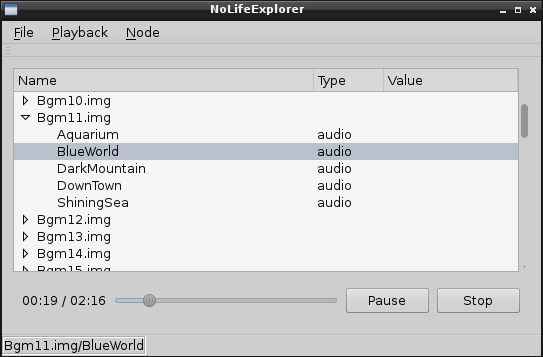 NoLifeExplorer
File Playback Node
Name Type Value
Bgm10.img
Bgm11.img
Aquarium audio
BlueWorld audio
DarkMountain audio
DownTown audio
ShiningSea audio
Bgm12.img
Bgm13.img
Bgm14.img
Bgm15.img
00:19 / 02:16 Pause Stop
Bgm11.img/BlueWorld